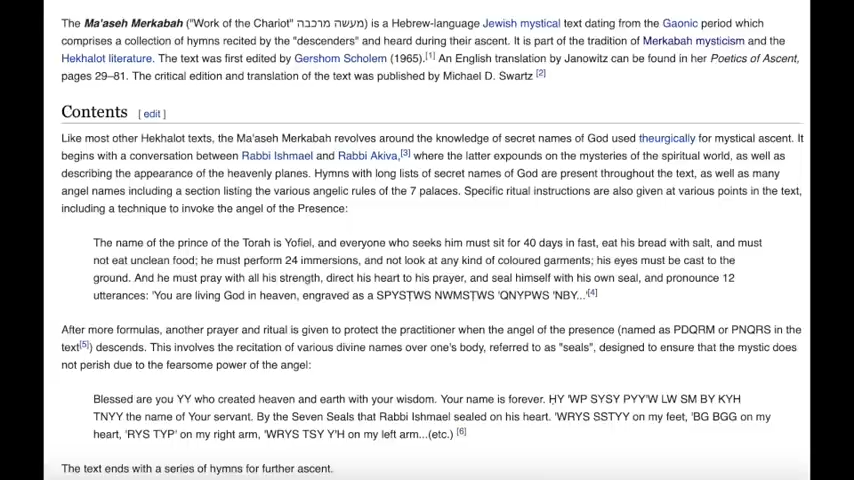 The Ma'aseh Merkabah ("Work of the Chariot" מעשה מרכבה) is a Hebrew-language Jewish mystical text dating from the Gaonic period which
comprises a collection of hymns recited by the "descenders" and heard during their ascent. It is part of the tradition of Merkabah mysticism and the
Hekhalot literature. The text was first edited by Gershom Scholem (1965).[1] An English translation by Janowitz can be found in her Poetics of Ascent,
pages 29–81. The critical edition and translation of the text was published by Michael D. Swartz [2]
Contents [ edit ]
Like most other Hekhalot texts, the Ma'aseh Merkabah revolves around the knowledge of secret names of God used theurgically for mystical ascent. It
begins with a conversation between Rabbi Ishmael and Rabbi Akiva,[3] where the latter expounds on the mysteries of the spiritual world, as well as
describing the appearance of the heavenly planes. Hymns with long lists of secret names of God are present throughout the text, as well as many
angel names including a section listing the various angelic rules of the 7 palaces. Specific ritual instructions are also given at various points in the text,
including a technique to invoke the angel of the Presence:
The name of the prince of the Torah is Yofiel, and everyone who seeks him must sit for 40 days in fast, eat his bread with salt, and must
not eat unclean food; he must perform 24 immersions, and not look at any kind of coloured garments; his eyes must be cast to the
ground. And he must pray with all his strength, direct his heart to his prayer, and seal himself with his own seal, and pronounce 12
utterances: 'You are living God in heaven, engraved as a SPYSṬWS NWMSṬWS 'QNYPWS 'NBY...'[4]
After more formulas, another prayer and ritual is given to protect the practitioner when the angel of the presence (named as PDQRM or PNQRS in the
text[5]) descends. This involves the recitation of various divine names over one's body, referred to as "seals", designed to ensure that the mystic does
not perish due to the fearsome power of the angel:
Blessed are you YY who created heaven and earth with your wisdom. Your name is forever. ḤY 'WP SYSY PYY'W LW SM BY KYH
TNYY the name of Your servant. By the Seven Seals that Rabbi Ishmael sealed on his heart. 'WRYS SSTYY on my feet, 'BG BGG on my
heart, 'RYS TYP' on my right arm, 'WRYS TSY Y'H on my left arm...(etc.) [6]
The text ends with a series of hymns for further ascent.